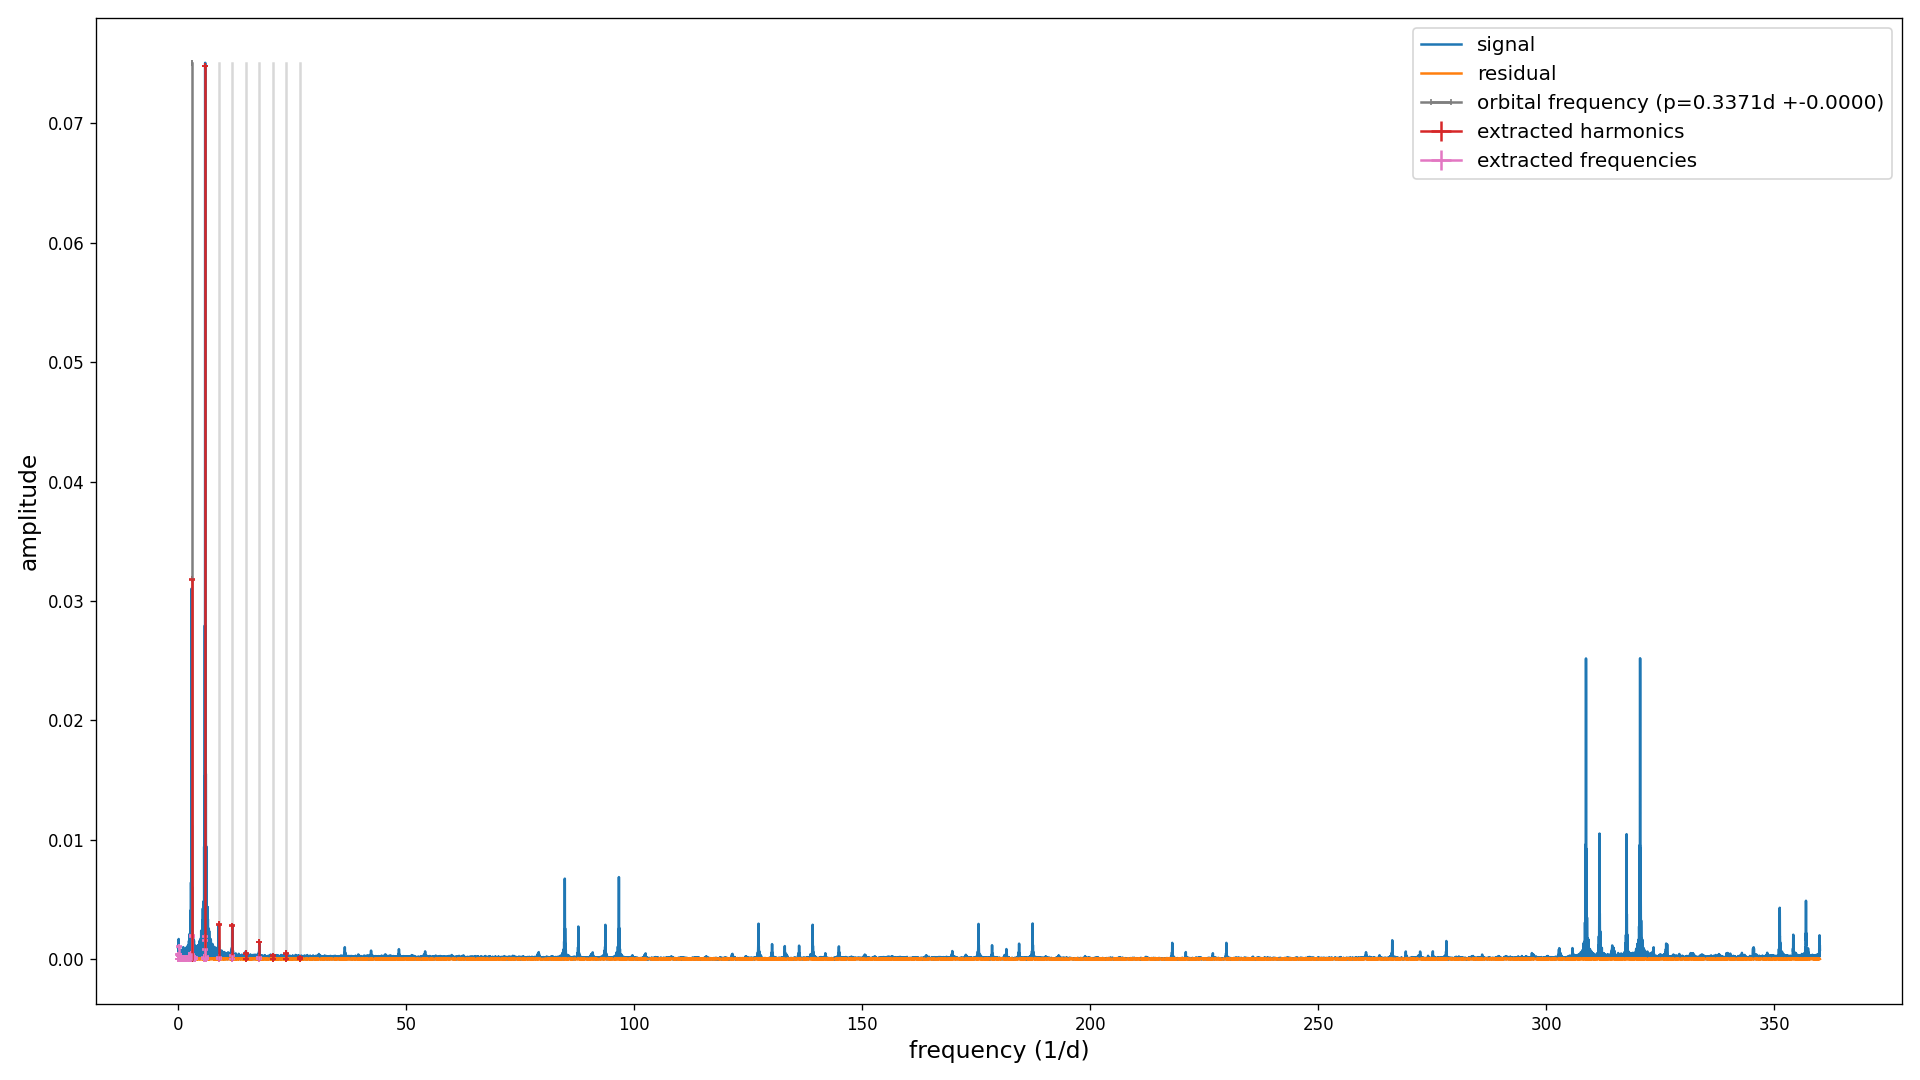 signal
residual
orbital frequency (p=0.3371d +-0.0000)
extracted harmonics
extracted frequencies
0.07
0.06
0.05
0.04
0.03
0.02
0.01
0.00
amplitude
0 50 100 150 200 250 300 350
frequency (1/d)